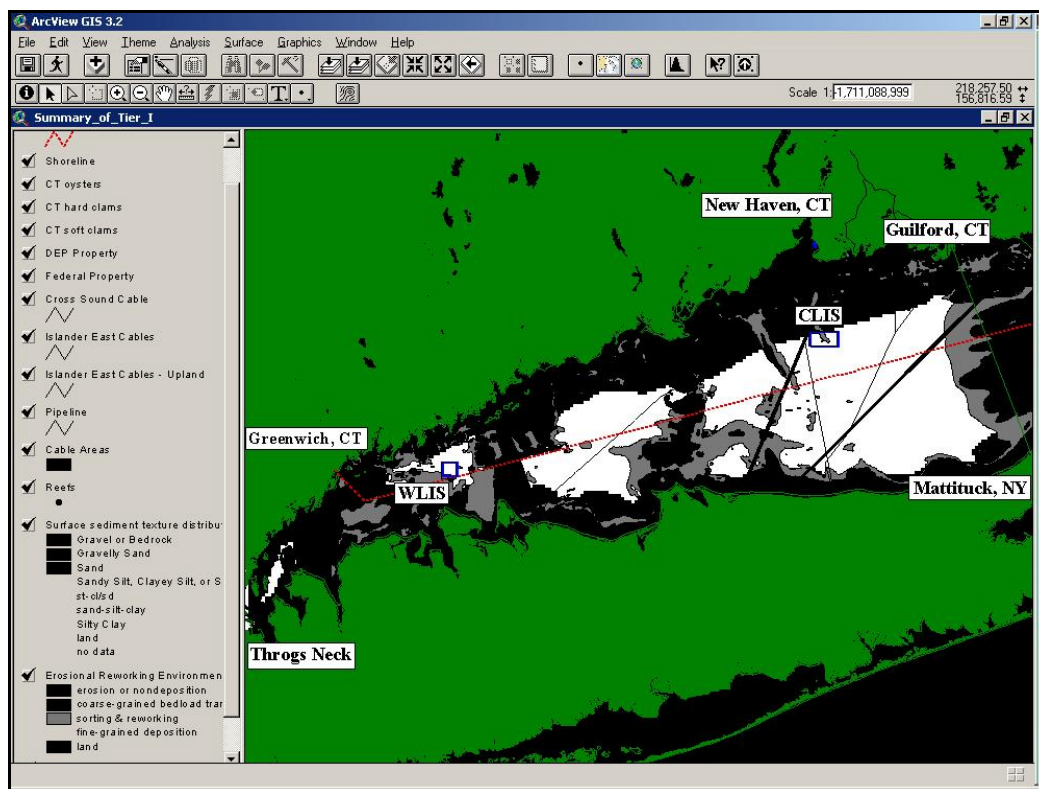 ArcView GIS 3.2
File Edit View Theme Analysis Surface Graphics Window Help
Scale 1: -1,711,088,999
218,257.50
156,816.59
Summary_of_Tier_I
Shoreline
CT oysters
CT hard clams
CT soft clams
DEP Property
Federal Property
Cross Sound Cable
Islander East Cables
Islander East Cables - Upland
Pipeline
Cable Areas
Reefs
Surface sediment texture distribu
Gravel or Bedrock
Gravelly Sand
Sand
Sandy Silt, Clayey Silt, or S
st-cl/sd
sand-silt-clay
Silty Clay
land
no data
Erosional Reworking Environmen
erosion or nondeposition
coarse-grained bedload tran
sorting & reworking
fine-grained deposition
land
New Haven, CT
Guilford, CT
CLIS
Greenwich, CT
WLIS
Mattituck, NY
Throgs Neck